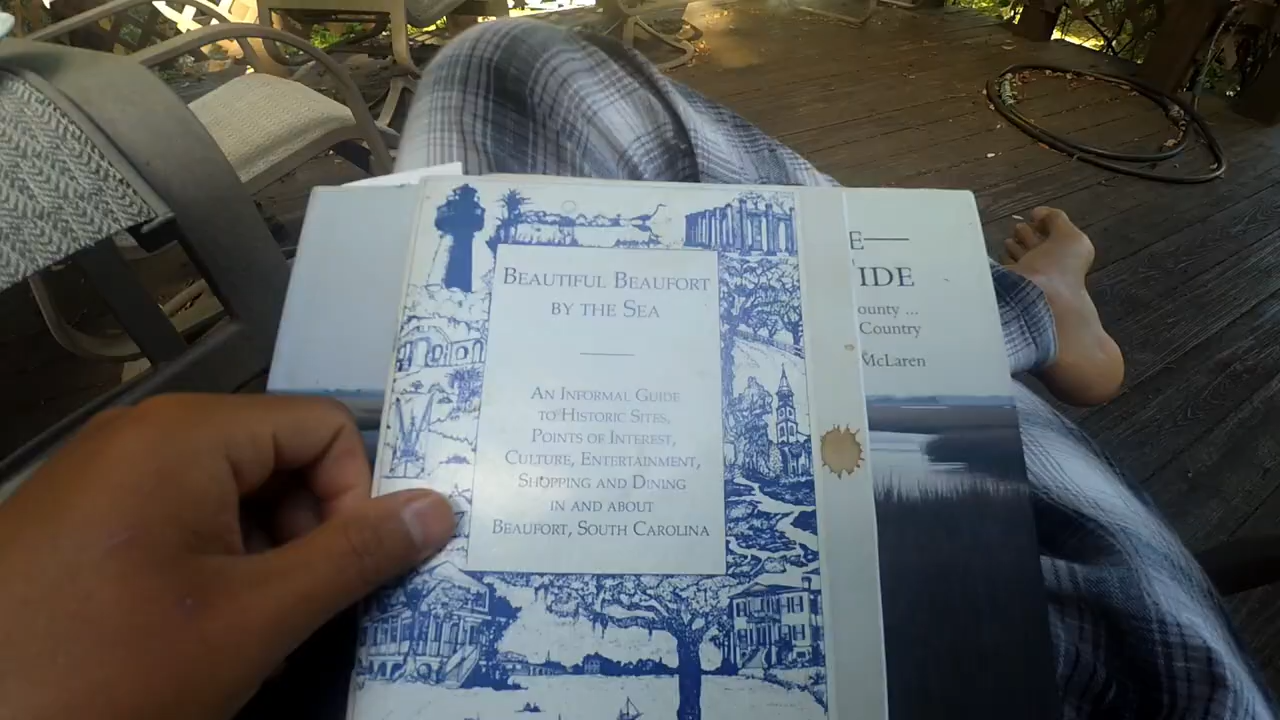 BEAUTIFUL BEAUFORT
BY THE SEA
AN INFORMAL GUIDE
TO HISTORIC SITES,
POINTS OF INTEREST,
CULTURE, ENTERTAINMENT,
SHOPPING AND DINING
IN AND ABOUT
BEAUFORT, SOUTH CAROLINA
E—
IDE
ounty ...
Country
McLaren